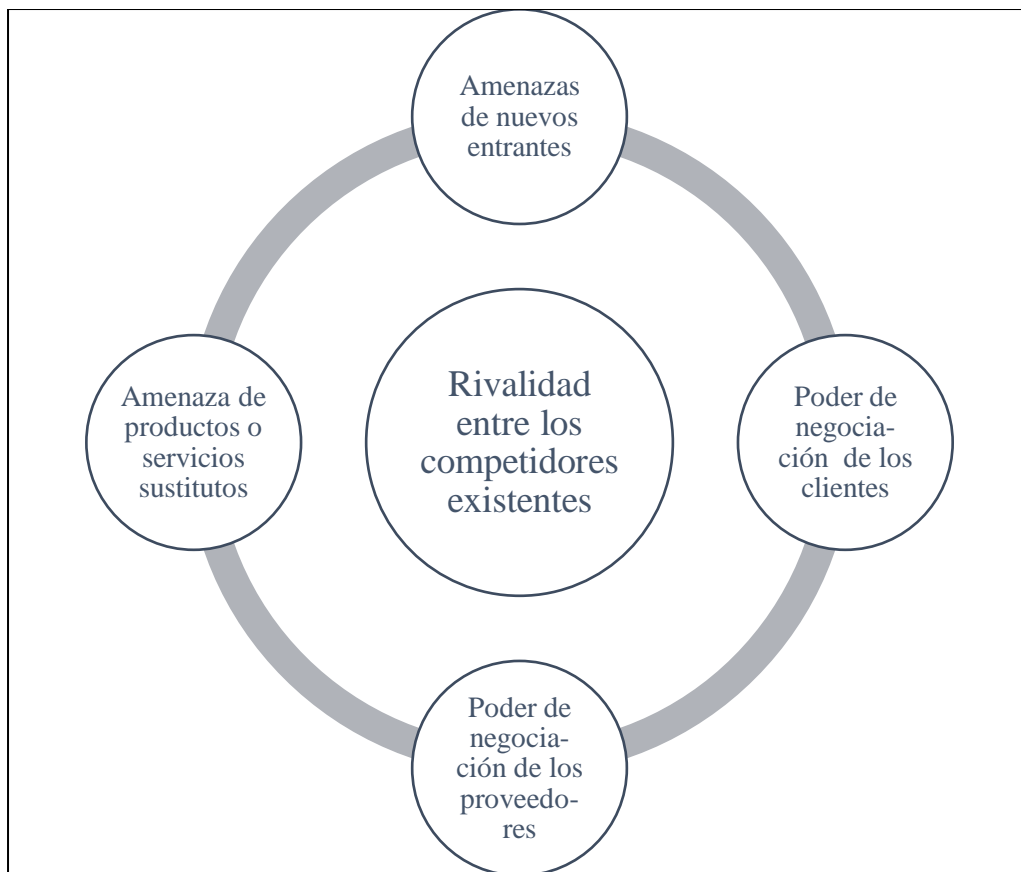 Amenazas
de nuevos
entrantes
Rivalidad
entre los
competidores
existentes
Poder de
negocia-
ción  de los
clientes
Poder de
negocia-
ción de los
proveedo-
res
Amenaza de
productos o
servicios
sustitutos